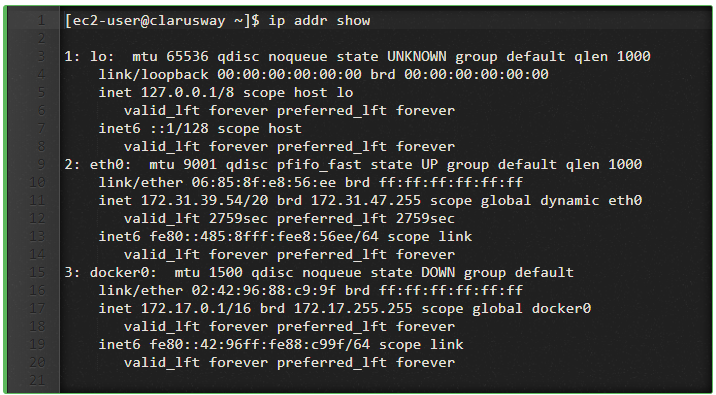 1 [ec2-user@clarusway ~]$ ip addr show
2
3 1: lo:  mtu 65536 qdisc noqueue state UNKNOWN group default qlen 1000
4     link/loopback 00:00:00:00:00:00 brd 00:00:00:00:00:00
5     inet 127.0.0.1/8 scope host lo
6        valid_lft forever preferred_lft forever
7     inet6 ::1/128 scope host
8        valid_lft forever preferred_lft forever
9 2: eth0:  mtu 9001 qdisc pfifo_fast state UP group default qlen 1000
10     link/ether 06:85:8f:e8:56:ee brd ff:ff:ff:ff:ff:ff
11     inet 172.31.39.54/20 brd 172.31.47.255 scope global dynamic eth0
12        valid_lft 2759sec preferred_lft 2759sec
13     inet6 fe80::485:8fff:fee8:56ee/64 scope link
14        valid_lft forever preferred_lft forever
15 3: docker0:  mtu 1500 qdisc noqueue state DOWN group default
16     link/ether 02:42:96:88:c9:9f brd ff:ff:ff:ff:ff:ff
17     inet 172.17.0.1/16 brd 172.17.255.255 scope global docker0
18        valid_lft forever preferred_lft forever
19     inet6 fe80::42:96ff:fe88:c99f/64 scope link
20        valid_lft forever preferred_lft forever
21